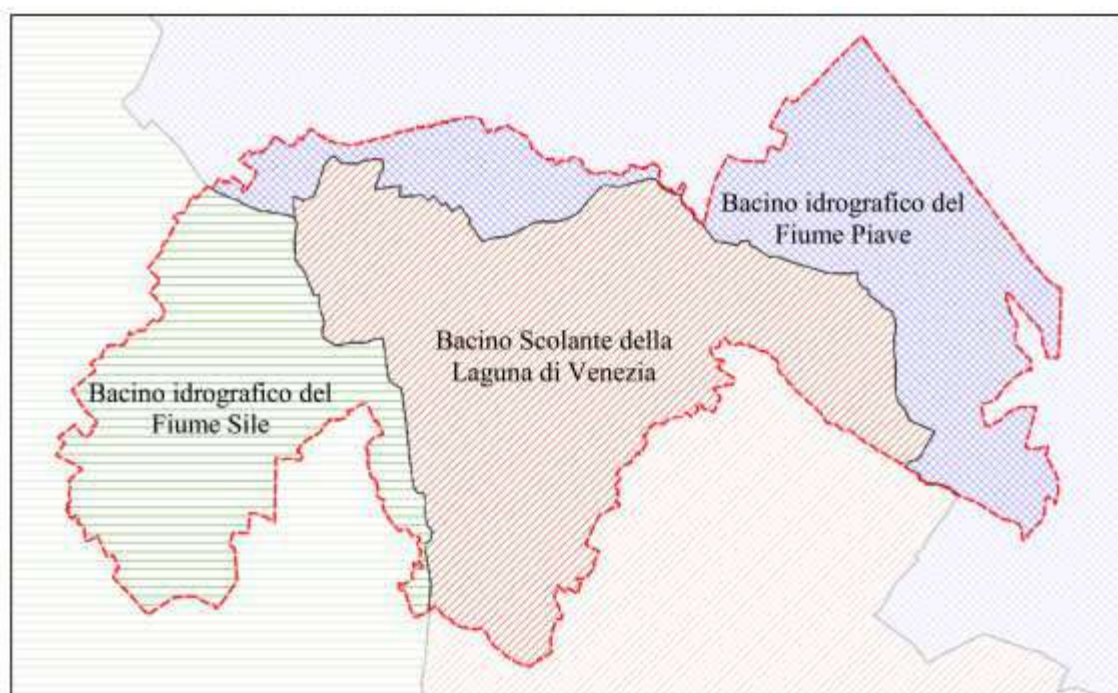 Bacino idrografico del
Fiume Piave
Bacino Scolante della
Laguna di Venezia
Bacino idrografico del
Fiume Sile